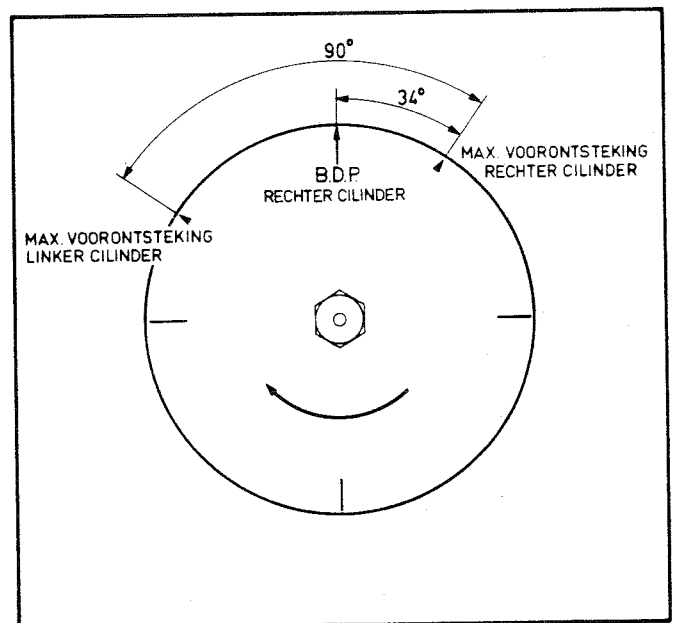 90°
34°
MAX. VOORONTSTEKING
RECHTER CILINDER
B.D.P.
RECHTER CILINDER
MAX. VOORONTSTEKING
LINKER CILINDER